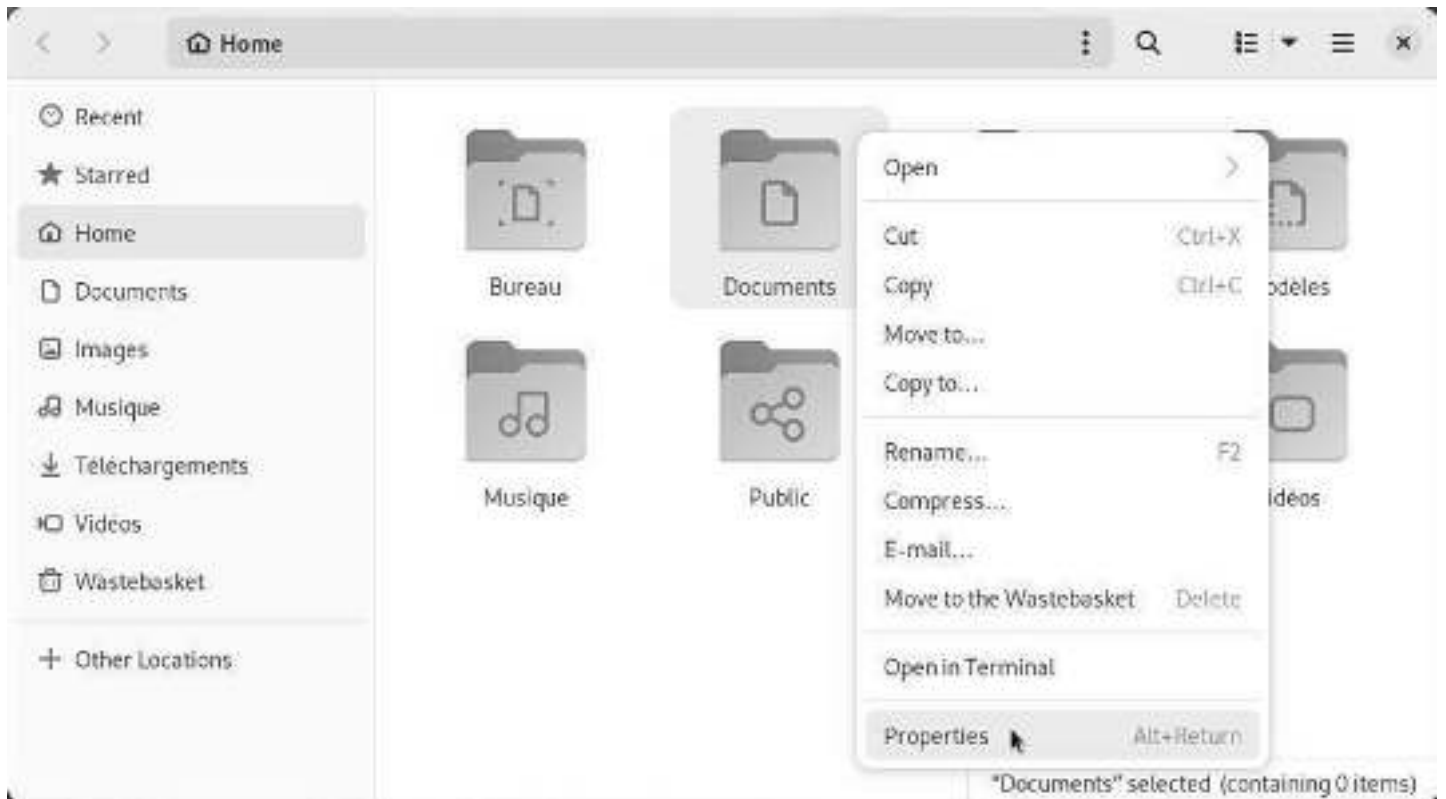 Home
Recent
Starred
Home
Documents
Images
Musique
Téléchargements
Vidéos
Wastebasket
Other Locations
Bureau
Documents
odèles
Musique
Public
idéos
Open
Cut Ctrl+X
Copy Ctrl+C
Move to...
Copy to...
Rename... F2
Compress...
E-mail...
Move to the Wastebasket Delete
Open in Terminal
Properties Alt+Return
"Documents" selected (containing 0 items)